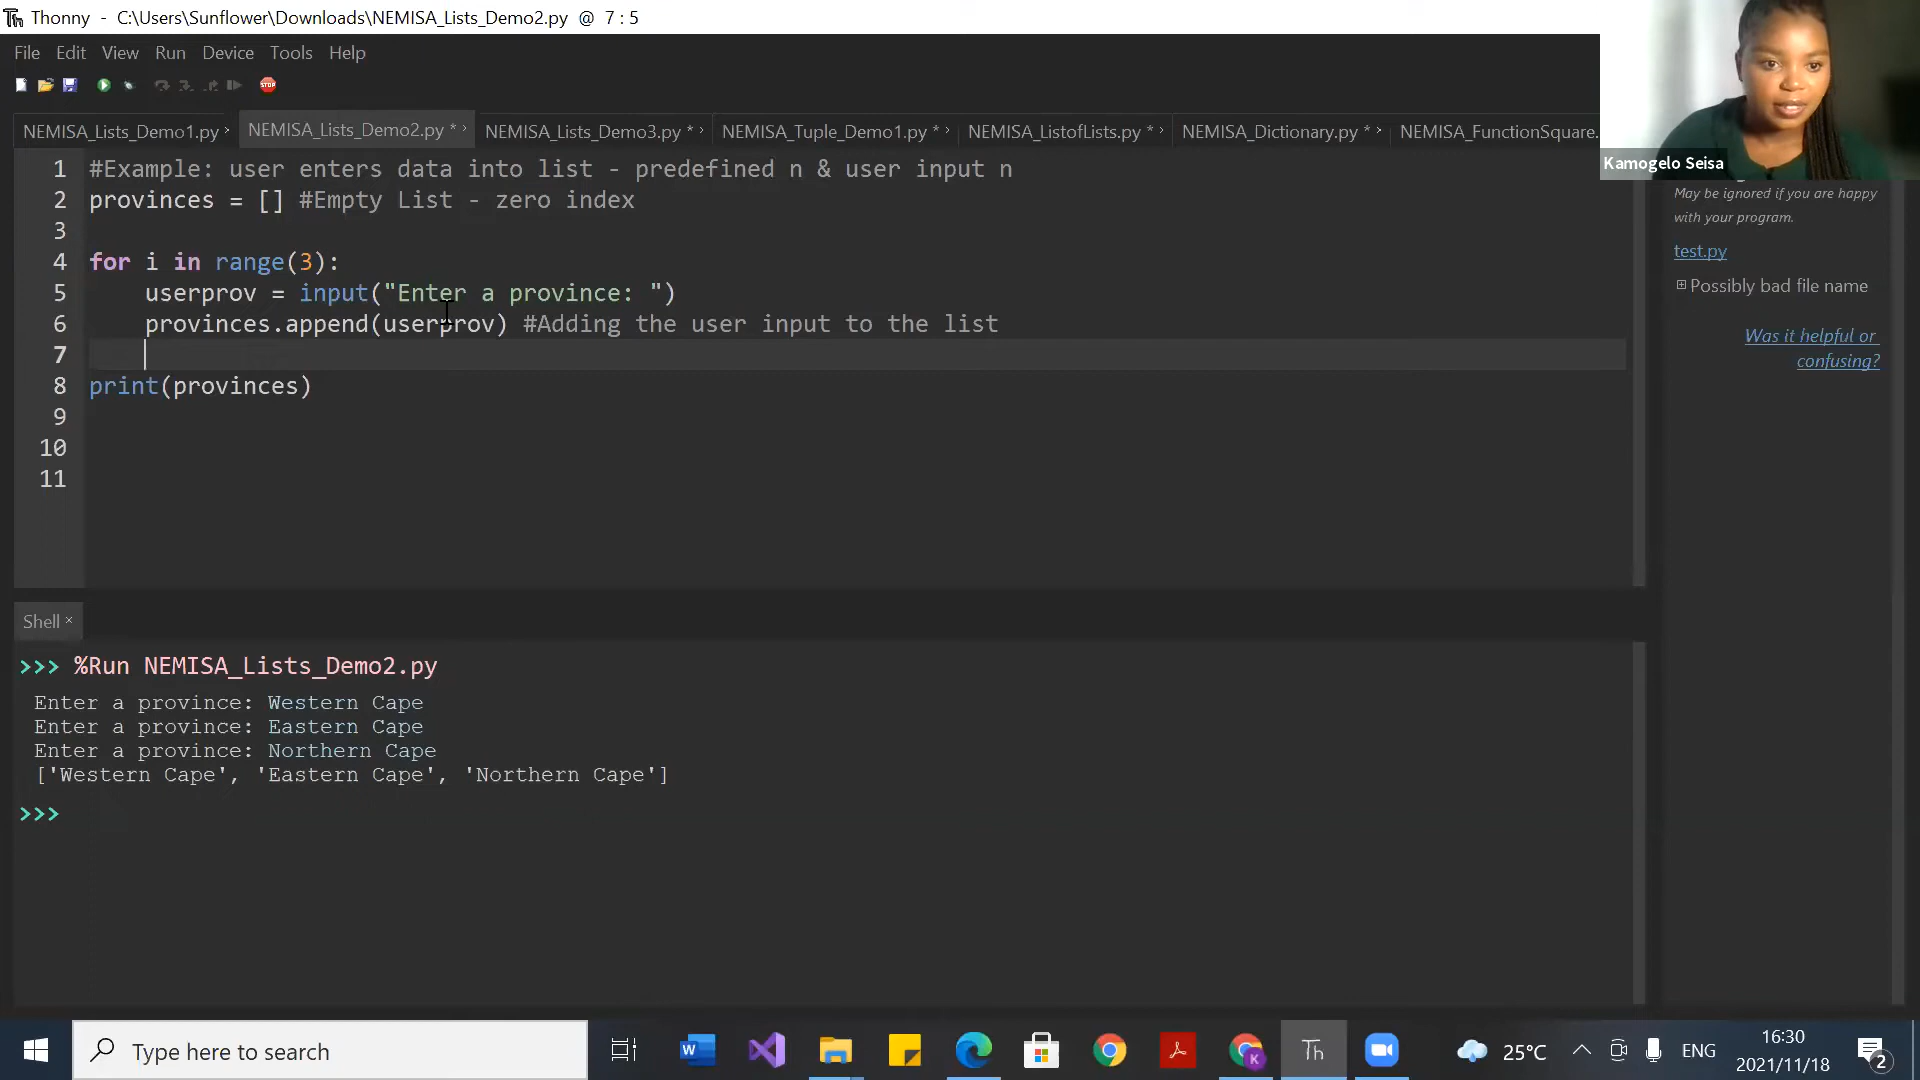 Thonny - C:\Users\Sunflower\Downloads\NEMISA_Lists_Demo2.py @ 7 : 5
File Edit View Run Device Tools Help
STOP
NEMISA_Lists_Demo1.py NEMISA_Lists_Demo2.py * × NEMISA_Lists_Demo3.py * NEMISA_Tuple_Demo1.py * NEMISA_ListofLists.py * NEMISA_Dictionary.py * NEMISA_FunctionSquare.
Kamogelo Seisa
1 #Example: user enters data into list - predefined n & user input n
2 provinces = [] #Empty List - zero index
3
4 for i in range(3):
5 userprov = input("Enter a province: ")
6 provinces.append(userprov) #Adding the user input to the list
7
8 print(provinces)
9
10
11
May be ignored if you are happy
with your program.
test.py
Possibly bad file name
Was it helpful or
confusing?
Shell ×
>>> %Run NEMISA_Lists_Demo2.py
Enter a province: Western Cape
Enter a province: Eastern Cape
Enter a province: Northern Cape
['Western Cape', 'Eastern Cape', 'Northern Cape']
>>>
Type here to search
W
K
Th
25°C
ENG
16:30
2021/11/18
2